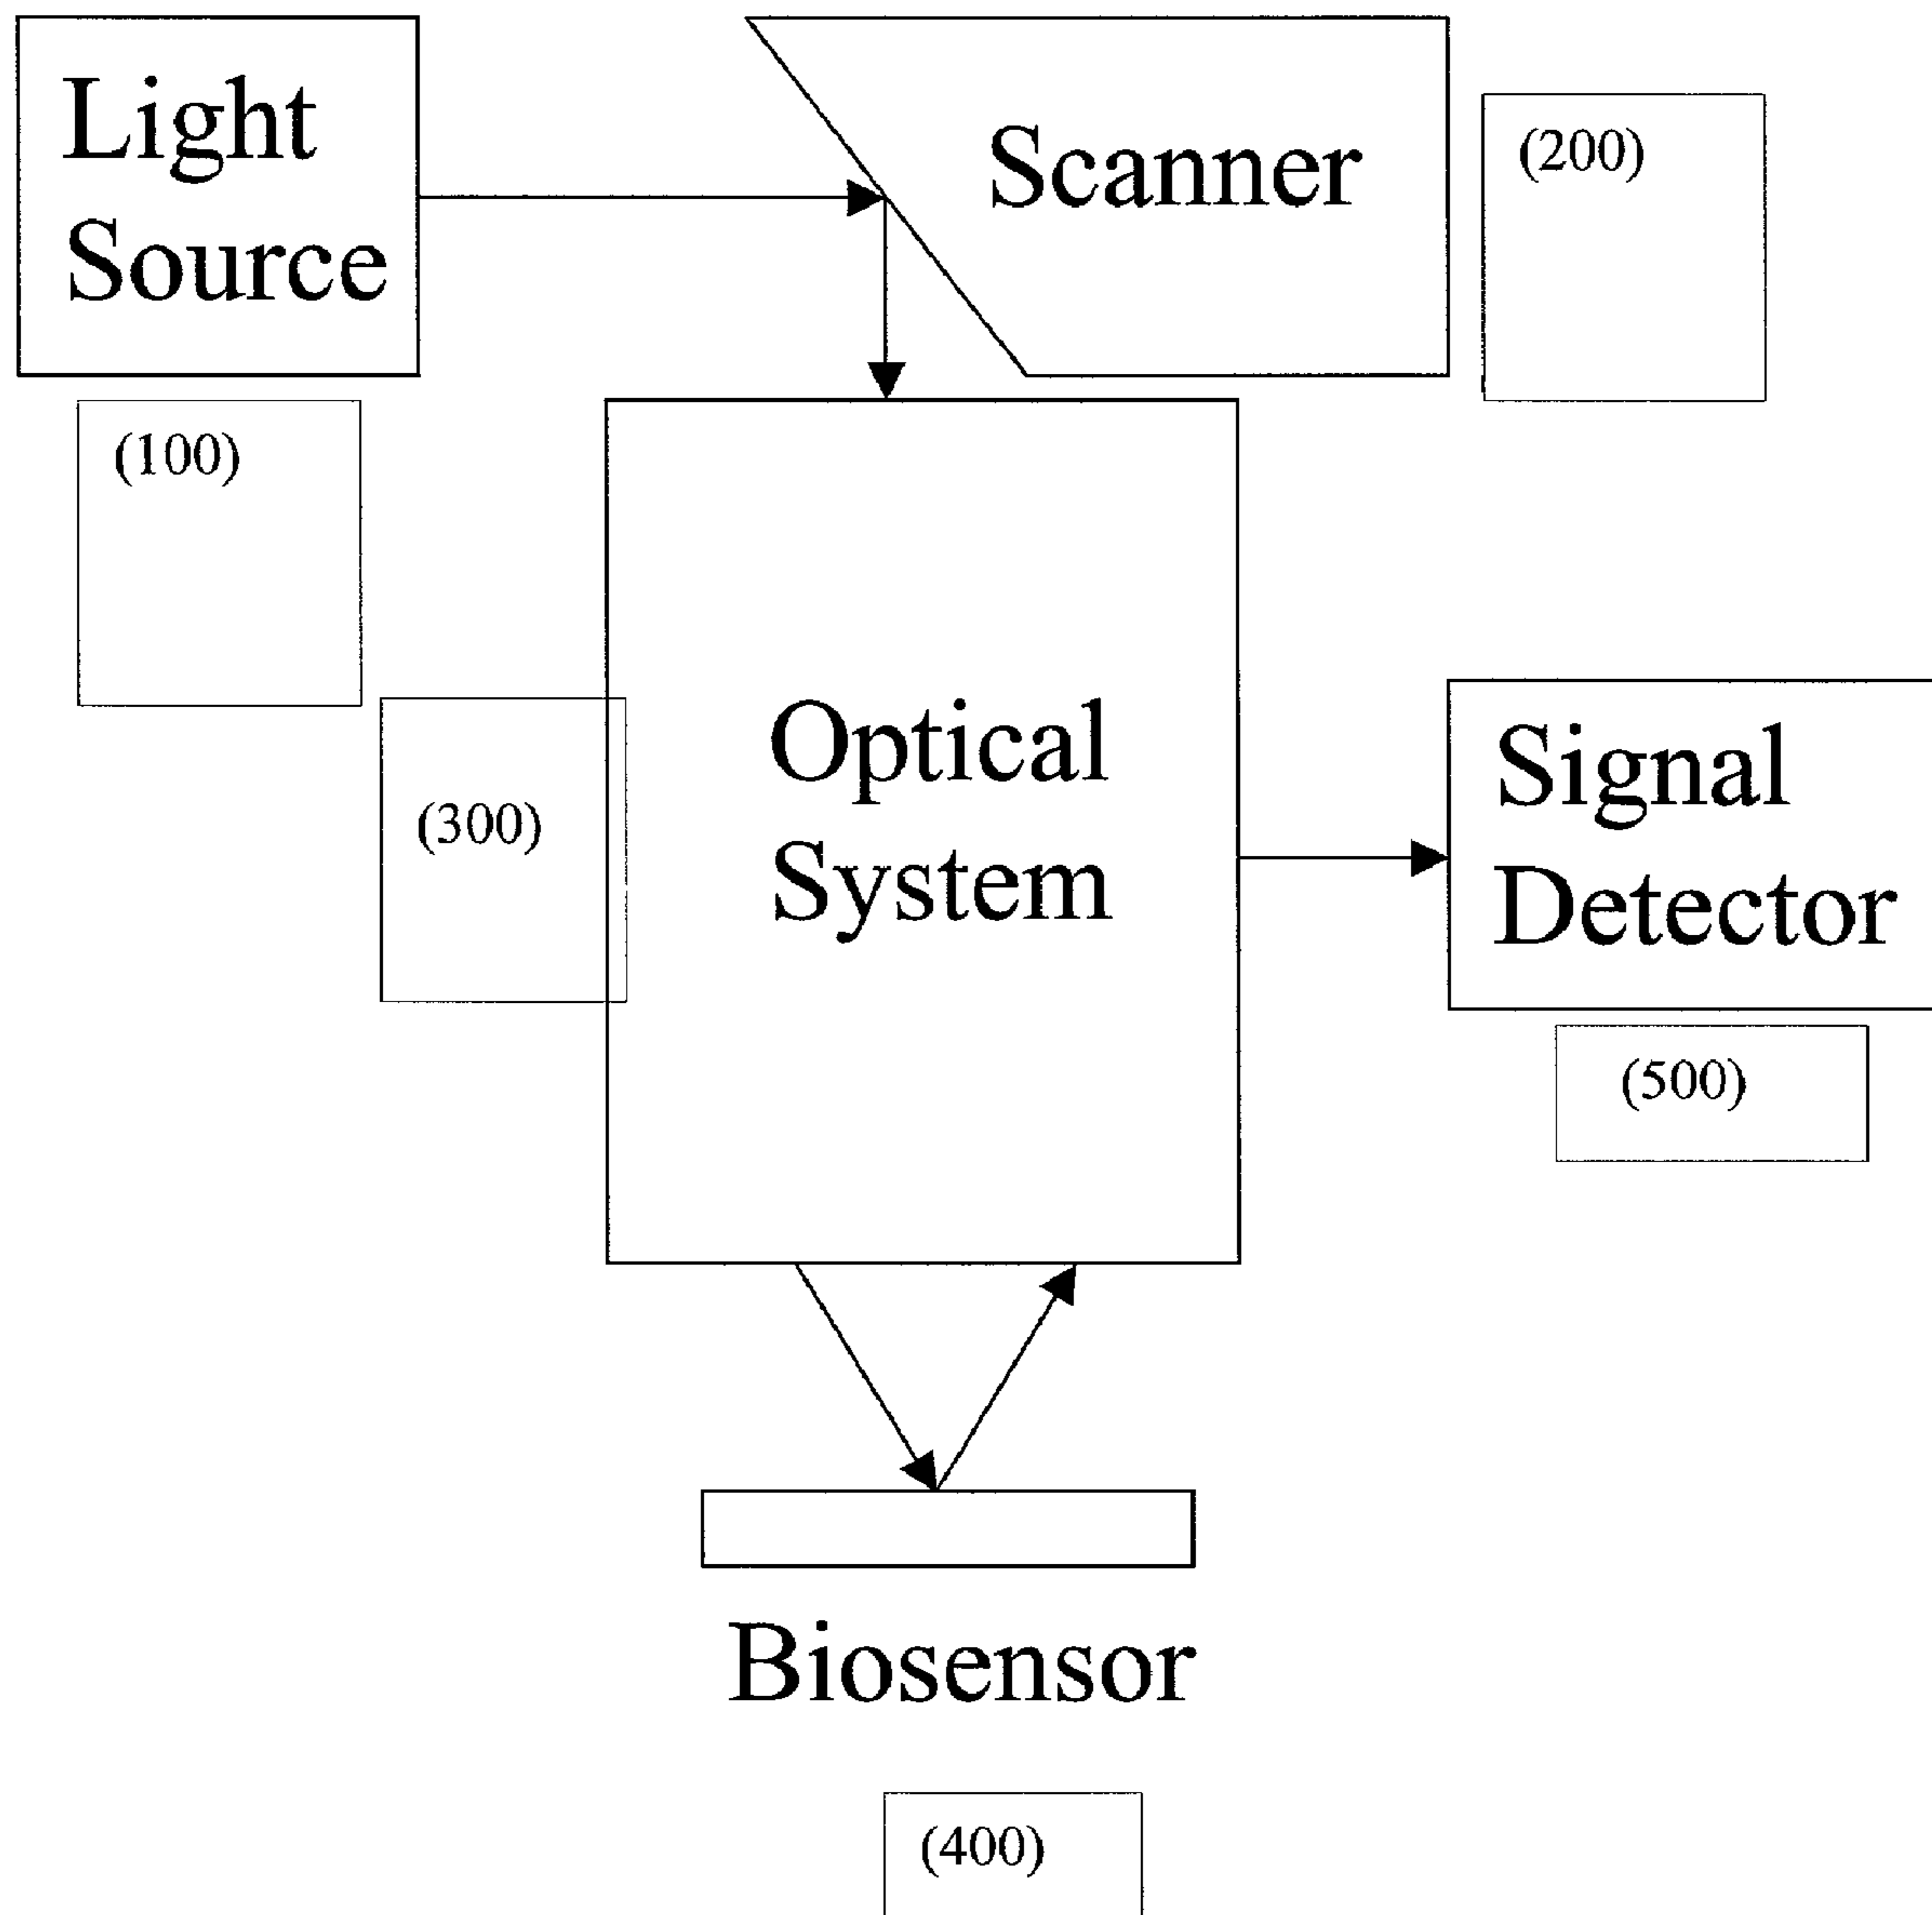 Light
Source
Scanner
(200)
(100)
Optical
System
(300)
Signal
Detector
(500)
Biosensor
(400)